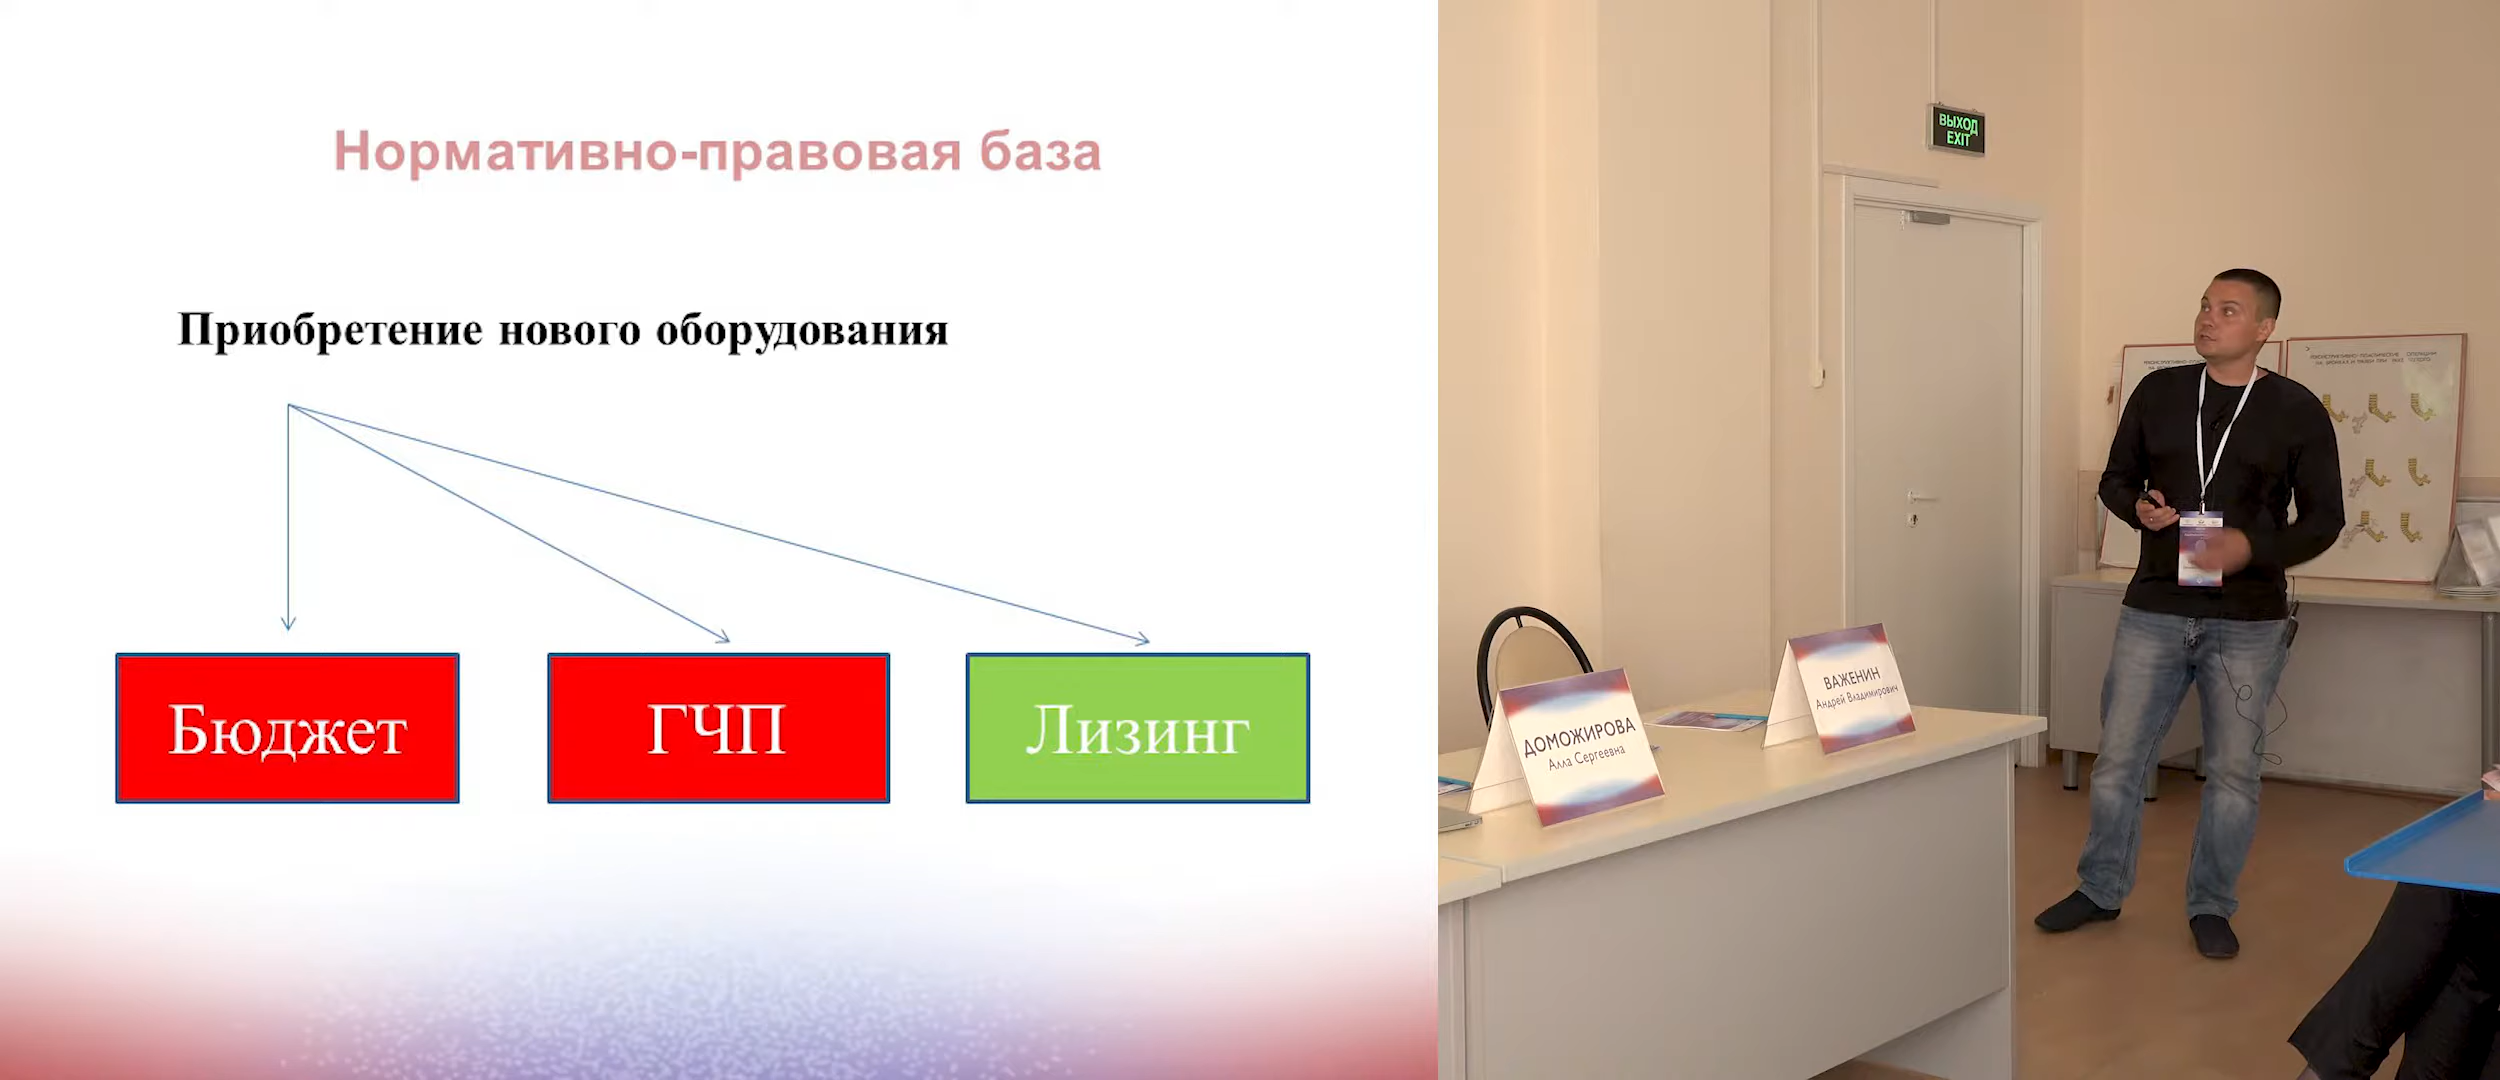 Нормативно-правовая база
Приобретение нового оборудования
Бюджет
ГЧП
Лизинг
ВЫХОД
EXIT
ДОМОЖИРОВА
Алла Сергеевна
ВАЖЕНИН
Андрей Владимирович